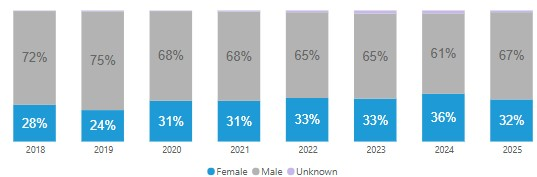 72% 75% 68% 68% 65% 65% 61% 67%
28% 24% 31% 31% 33% 33% 36% 32%
2018 2019 2020 2021 2022 2023 2024 2025
Female Male Unknown